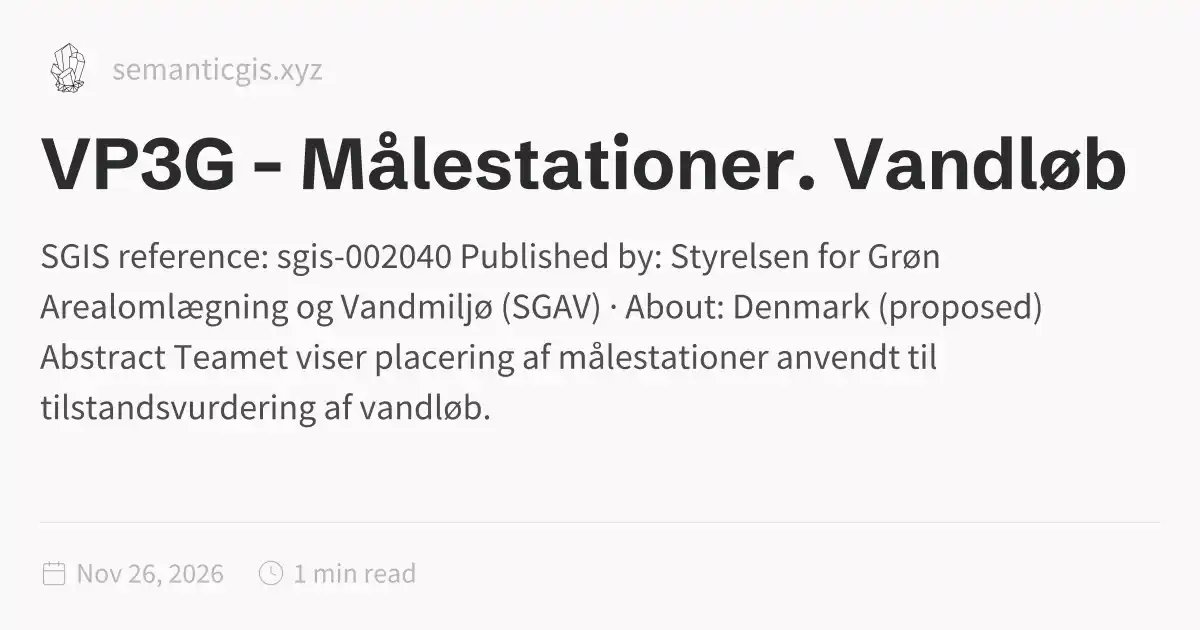 semanticgis.xyz
VP3G - Målestationer. Vandløb
SGIS reference: sgis-002040 Published by: Styrelsen for Grøn
Arealomlægning og Vandmiljø (SGAV) · About: Denmark (proposed)
Abstract Teamet viser placering af målestationer anvendt til
tilstandsvurdering af vandløb.
Nov 26, 2026
1 min read